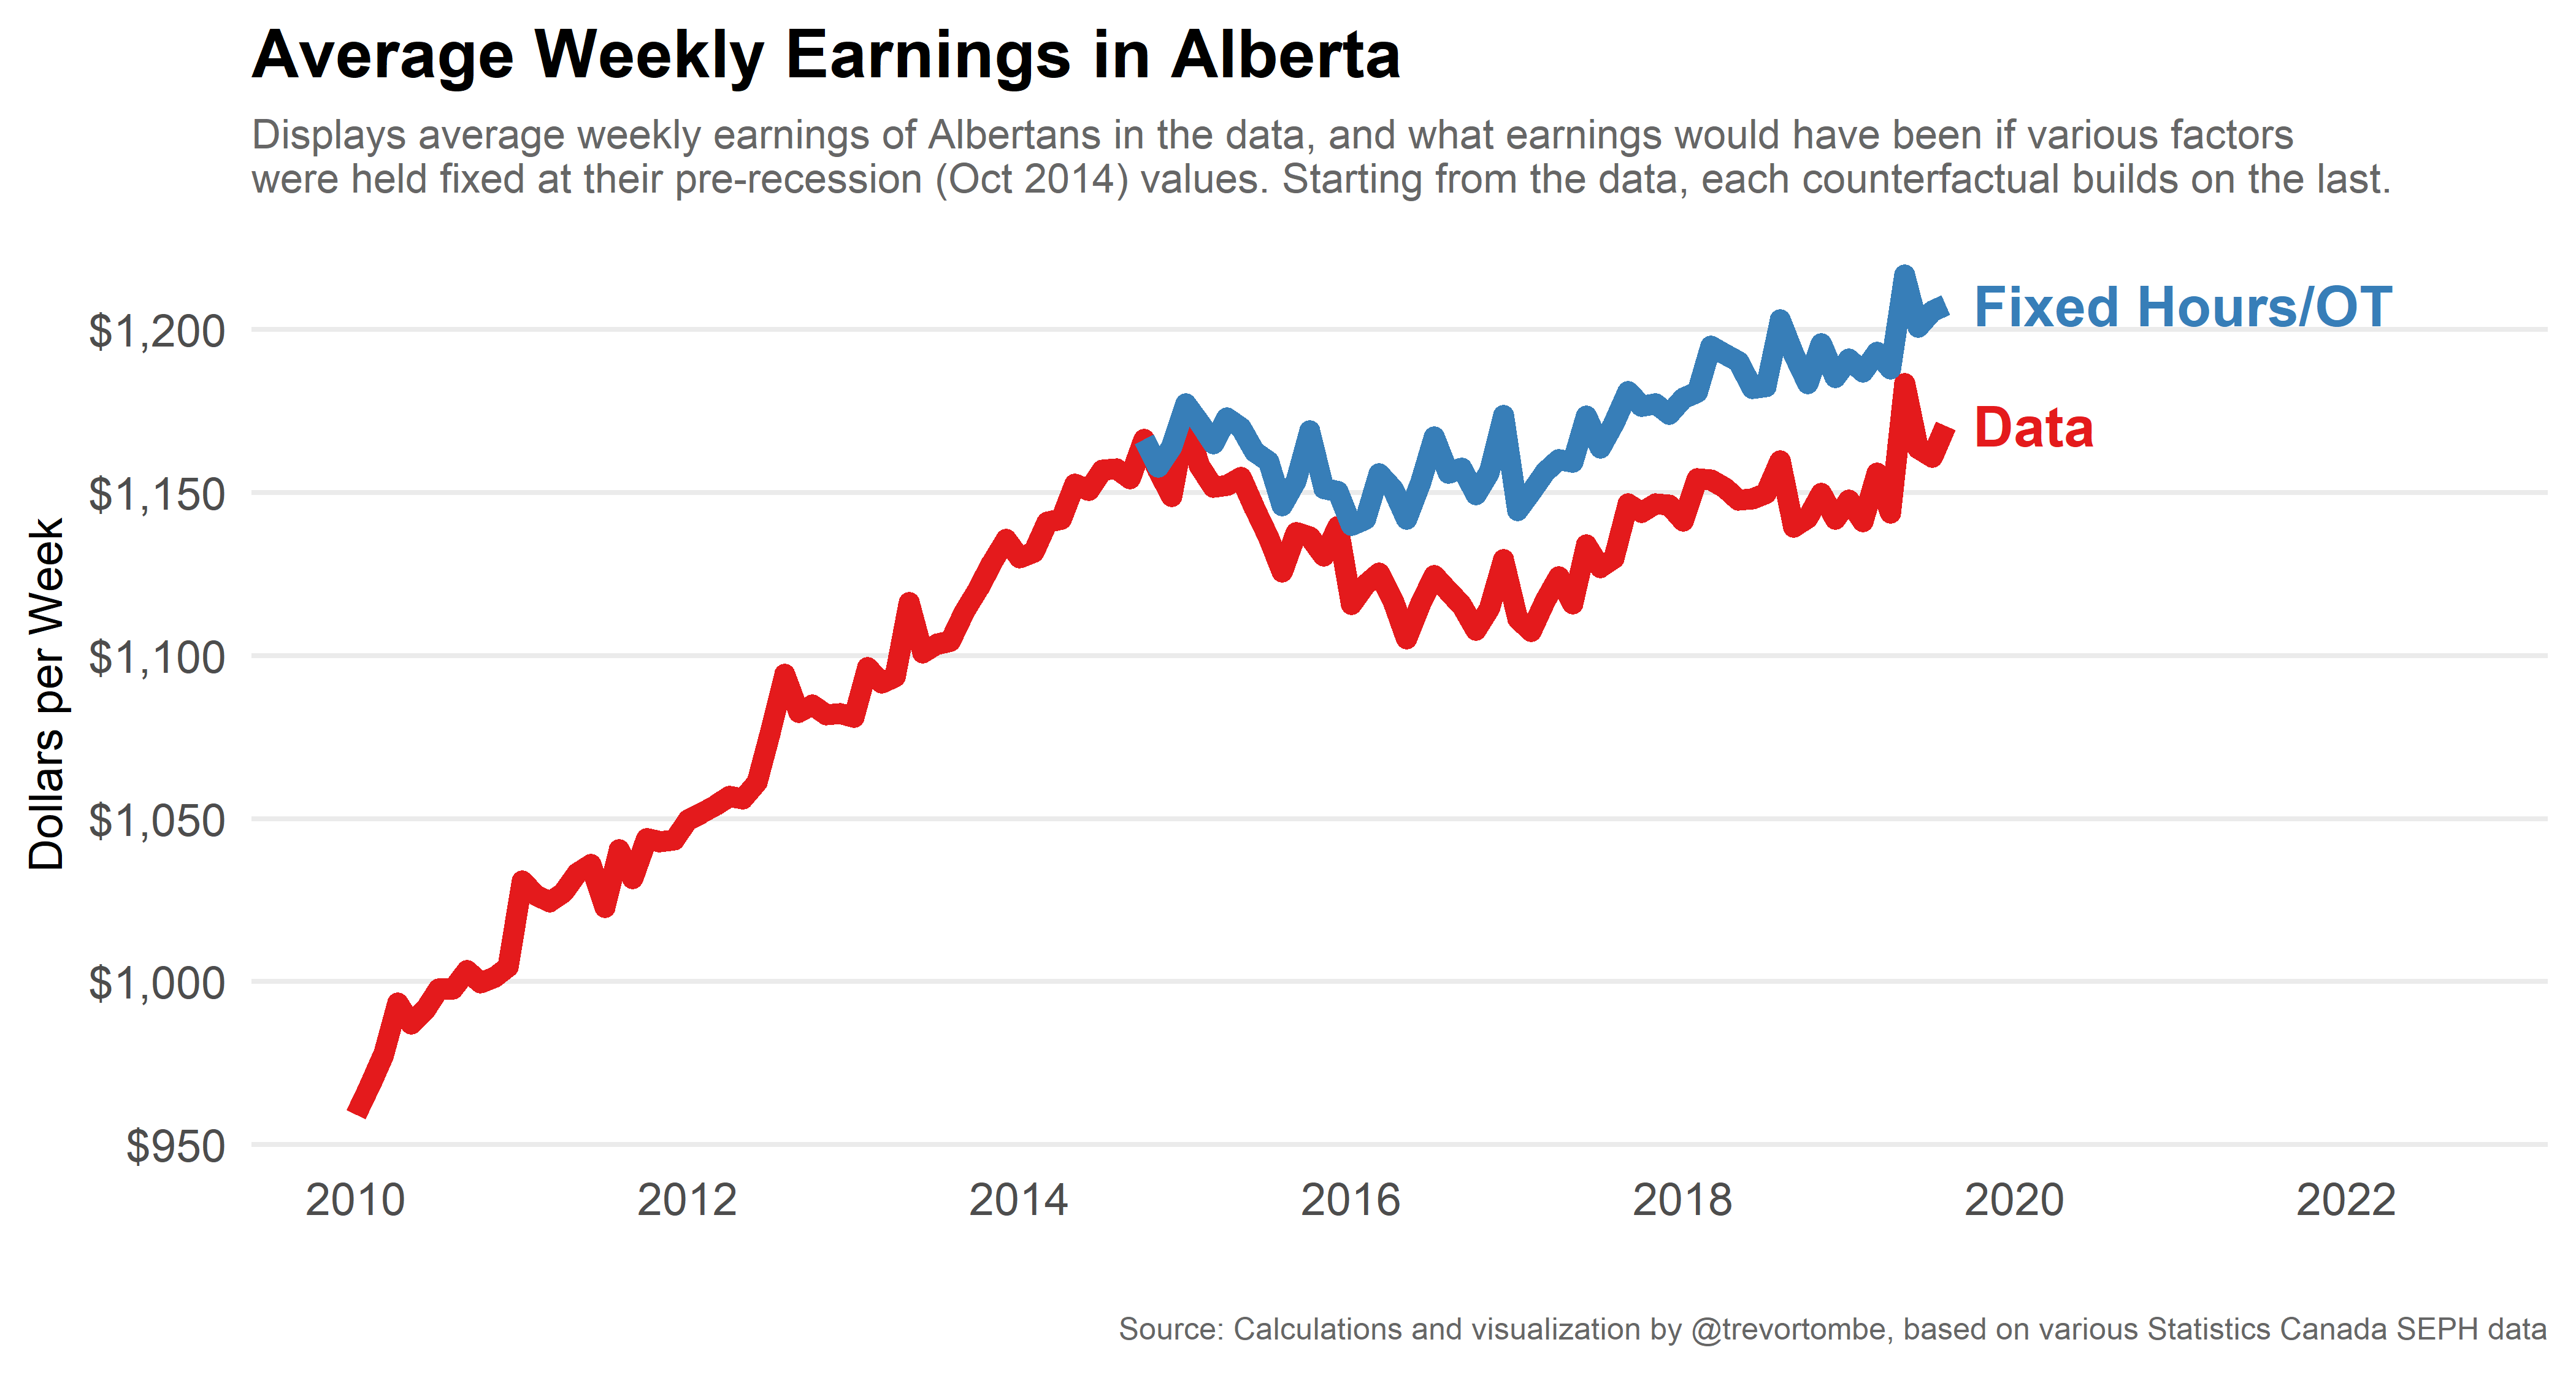 Average Weekly Earnings in Alberta
Displays average weekly earnings of Albertans in the data, and what earnings would have been if various factors
were held fixed at their pre-recession (Oct 2014) values. Starting from the data, each counterfactual builds on the last.
Dollars per Week
$1,200
$1,150
$1,100
$1,050
$1,000
$950
Fixed Hours/OT
Data
2010 2012 2014 2016 2018 2020 2022
Source: Calculations and visualization by @trevortombe, based on various Statistics Canada SEPH data